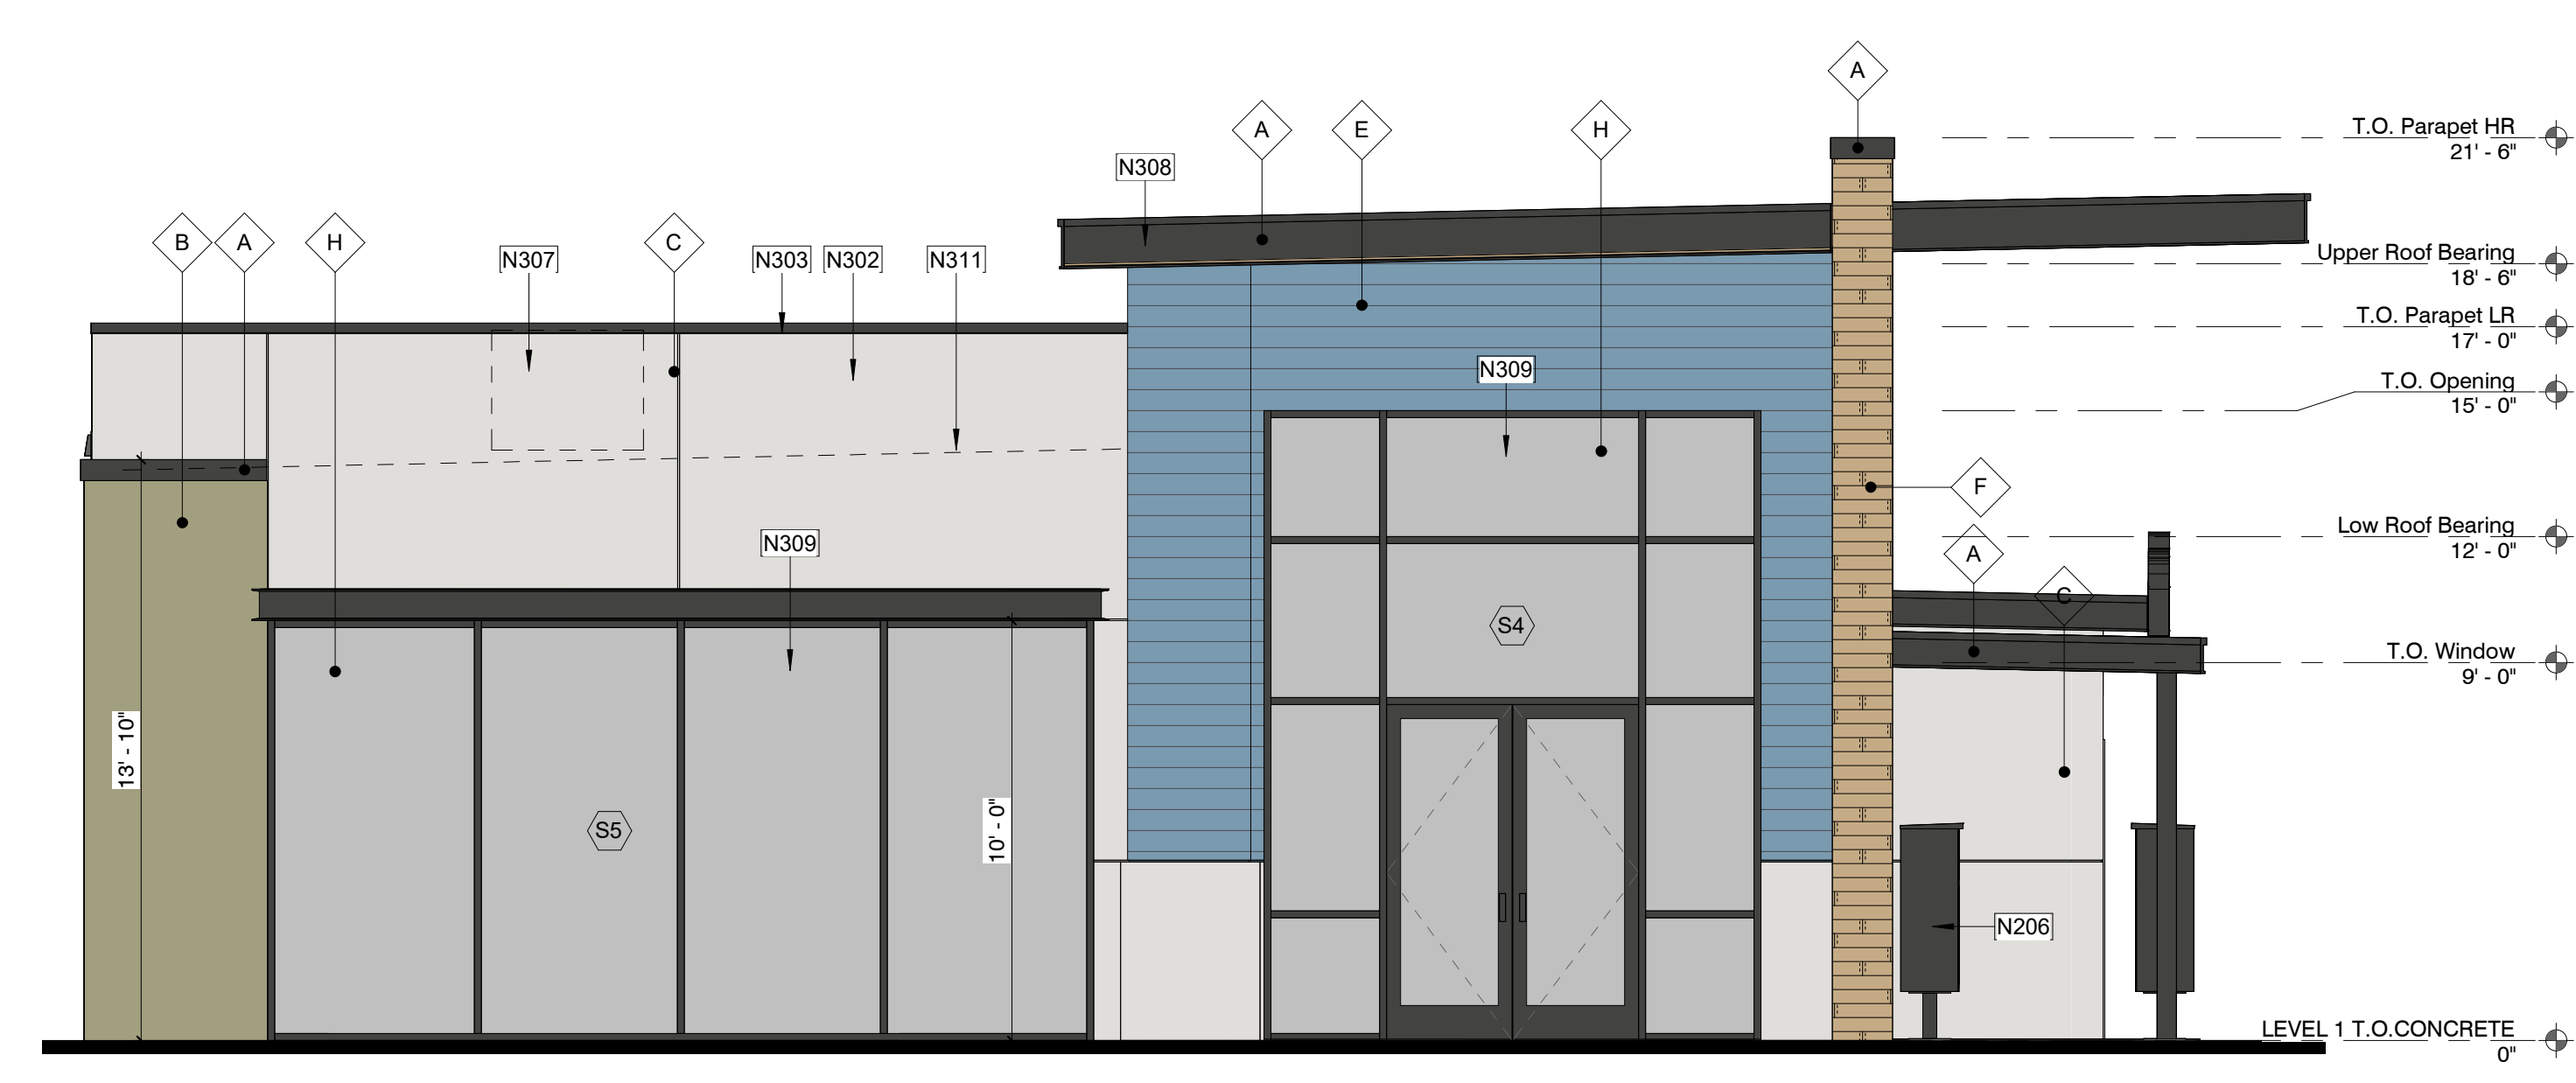 A
A
E
H
T.O. Parapet HR
21' - 6"
N308
B
A
H
N307
C
N303
N302
N311
Upper Roof Bearing
18' - 6"
T.O. Parapet LR
17' - 0"
N309
T.O. Opening
15' - 0"
F
N309
A
Low Roof Bearing
12' - 0"
C
S4
T.O. Window
9' - 0"
13' - 10"
S5
10' - 0"
N206
LEVEL 1 T.O.CONCRETE
0"